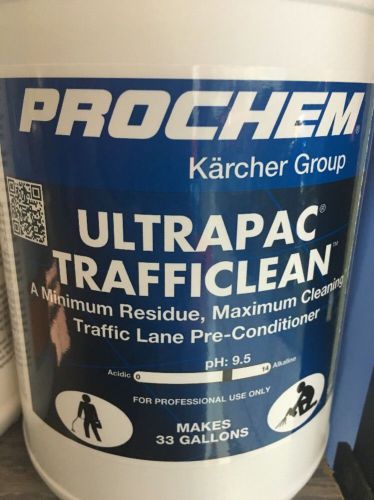 PROCHEM®
Kärcher Group
ULTRAPAC®
TRAFFICLEAN™
A Minimum Residue, Maximum Cleaning
Traffic Lane Pre-Conditioner
pH: 9.5
Acidic 0 14 Alkaline
FOR PROFESSIONAL USE ONLY
MAKES
33 GALLONS